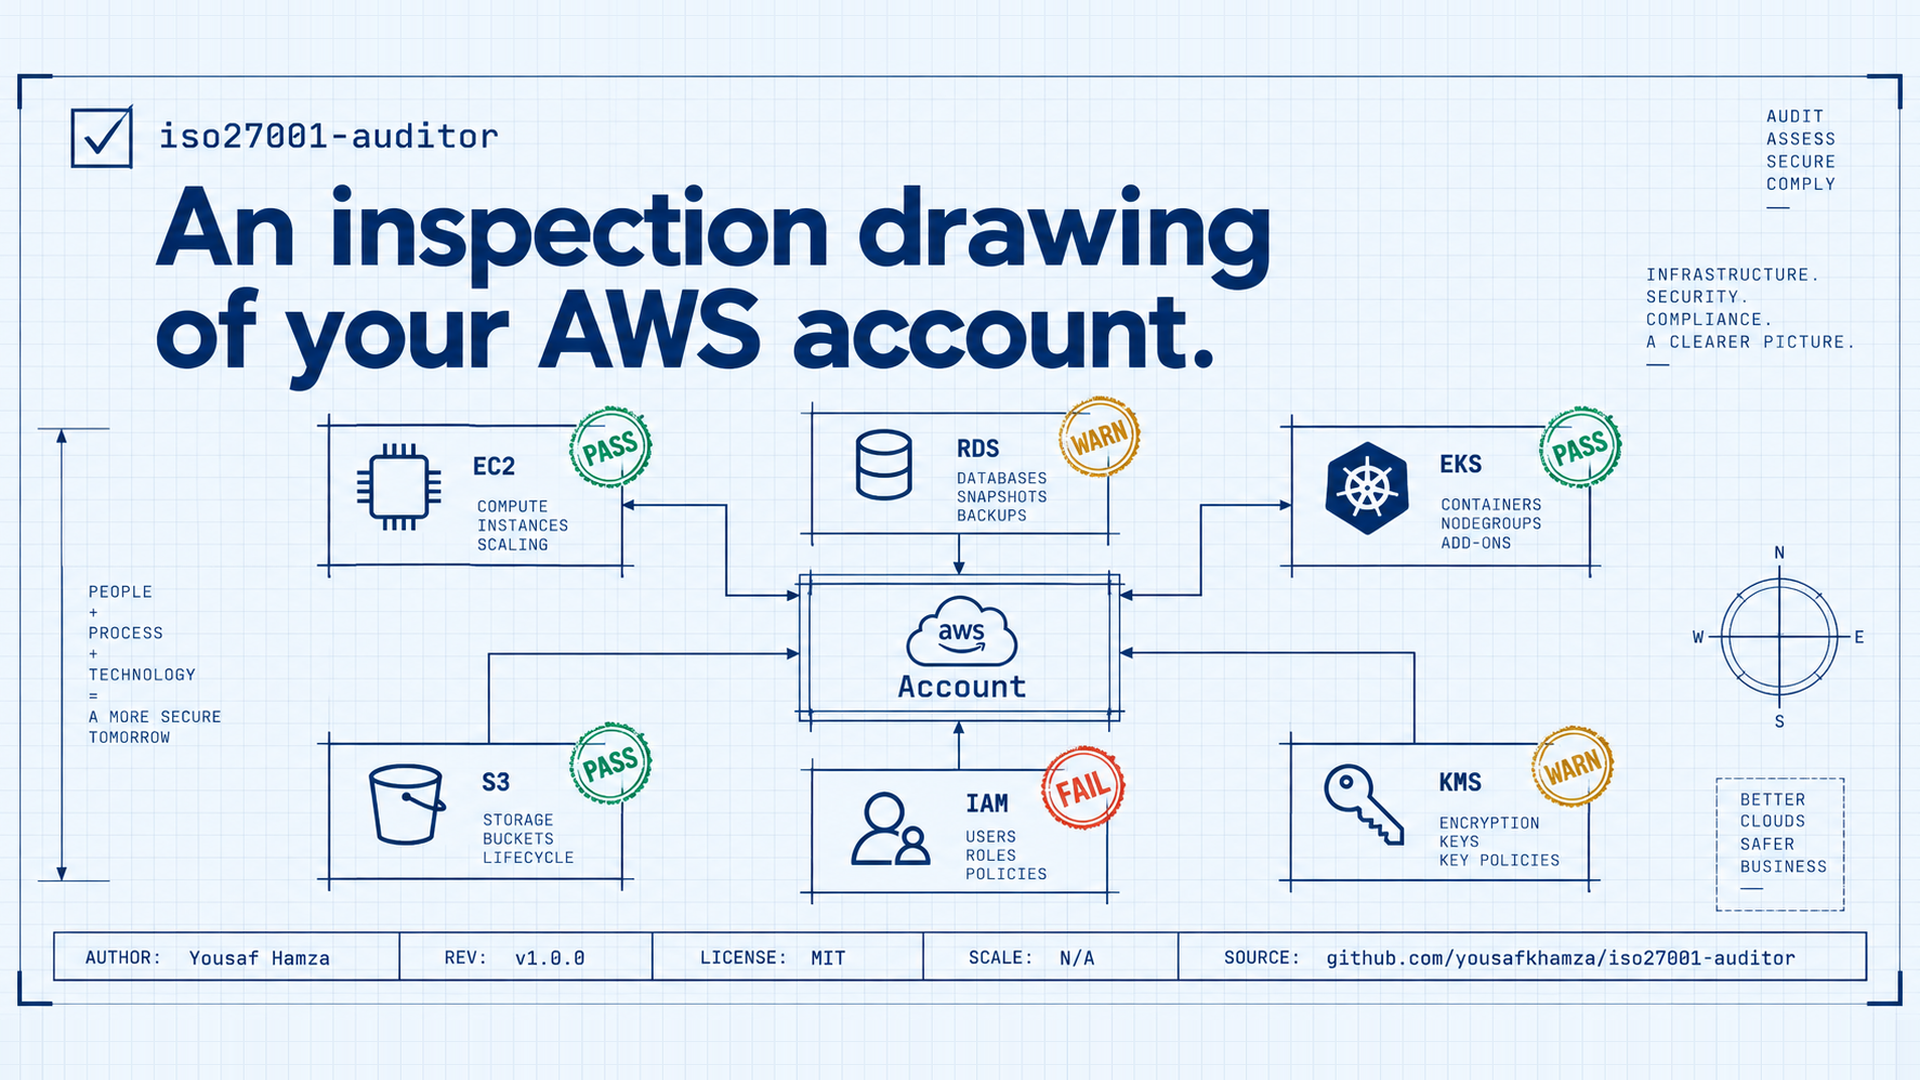 iso27001-auditor
An inspection drawing
of your AWS account.
AUDIT
ASSESS
SECURE
COMPLY
INFRASTRUCTURE.
SECURITY.
COMPLIANCE.
A CLEARER PICTURE.
EC2
COMPUTE
INSTANCES
SCALING
PASS
RDS
DATABASES
SNAPSHOTS
BACKUPS
WARN
EKS
CONTAINERS
NODEGROUPS
ADD-ONS
PASS
PEOPLE
+
PROCESS
+
TECHNOLOGY
=
A MORE SECURE
TOMORROW
aws
Account
N
W
E
S
S3
STORAGE
BUCKETS
LIFECYCLE
PASS
IAM
USERS
ROLES
POLICIES
FAIL
KMS
ENCRYPTION
KEYS
KEY POLICIES
WARN
BETTER
CLOUDS
SAFER
BUSINESS
AUTHOR: Yousaf Hamza
REV: v1.0.0
LICENSE: MIT
SCALE: N/A
SOURCE: github.com/yousafkhamza/iso27001-auditor